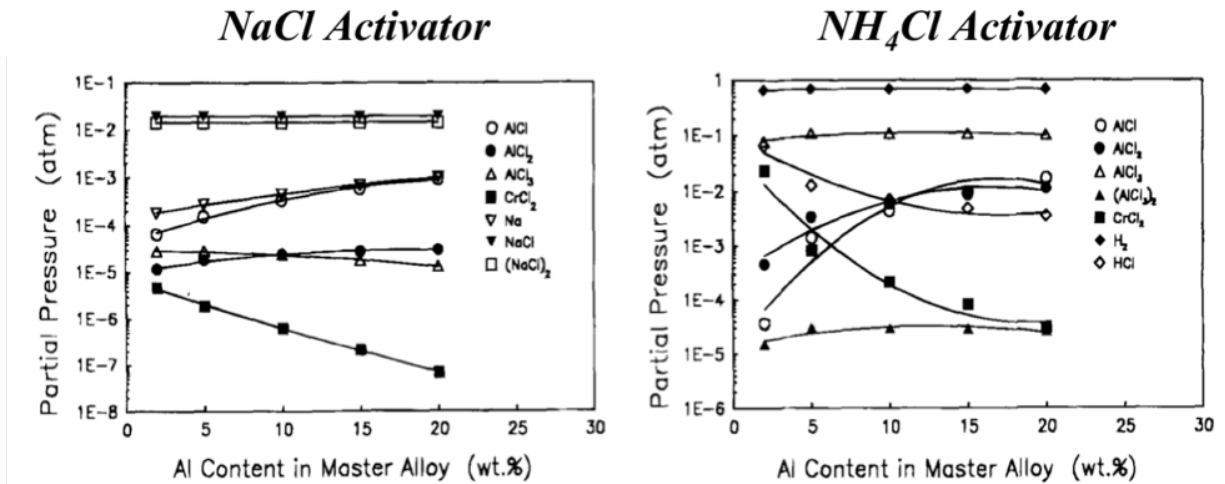 NaCl Activator
NH₄Cl Activator
Partial Pressure (atm)
1E-1
1E-2
1E-3
1E-4
1E-5
1E-6
1E-7
1E-8
AlCl
AlCl₂
AlCl₃
CrCl₂
Na
NaCl
(NaCl)₂
0 5 10 15 20 25 30
Al Content in Master Alloy (wt.%)
Partial Pressure (atm)
1
1E-1
1E-2
1E-3
1E-4
1E-5
1E-6
AlCl
AlCl₂
AlCl₃
(AlCl₃)₂
CrCl₂
H₂
HCl
0 5 10 15 20 25 30
Al Content in Master Alloy (wt.%)